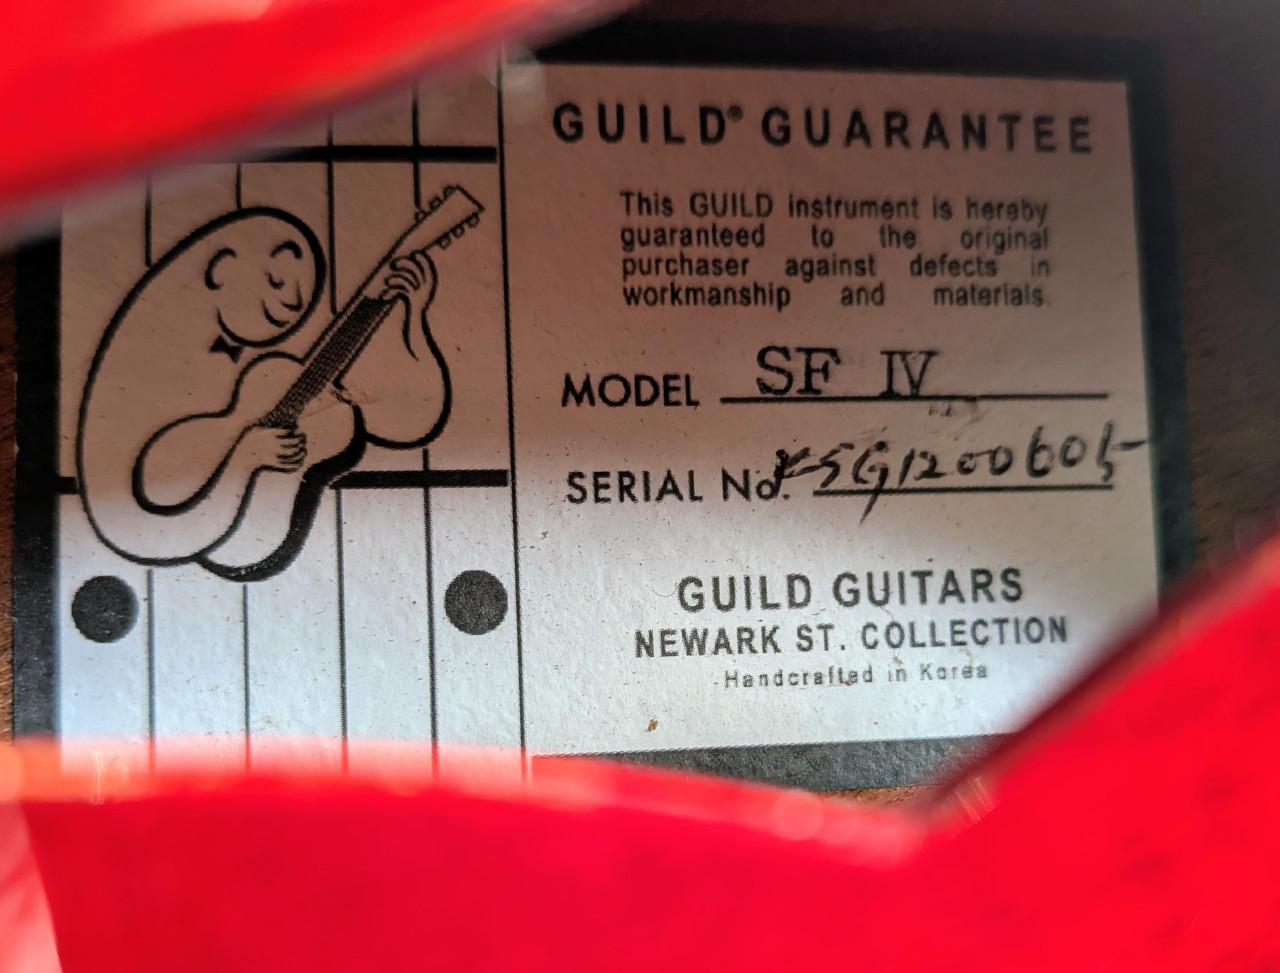 GUILD® GUARANTEE
This GUILD instrument is hereby
guaranteed to the original
purchaser against defects in
workmanship and materials.
MODEL SF IV
SERIAL No. KSG1200605
GUILD GUITARS
NEWARK ST. COLLECTION
Handcrafted in Korea